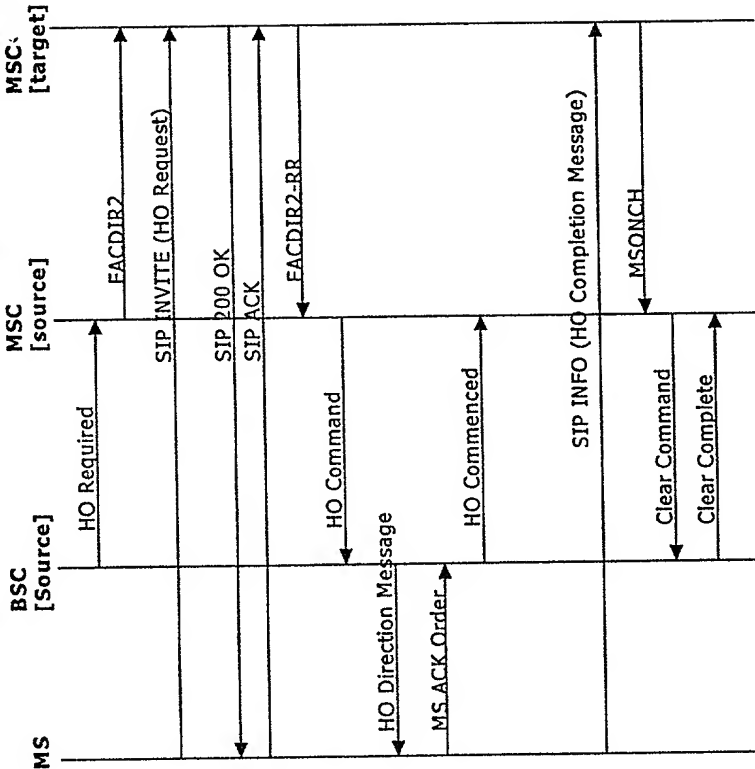 MS
BSC
[Source]
MSC
[source]
MSC
[target]
HO Required
FACDIR2
SIP INVITE (HO Request)
SIP 200 OK
SIP ACK
FACDIR2-RR
HO Command
HO Direction Message
MS ACK Order
HO Commenced
SIP INFO (HO Completion Message)
MSONCH
Clear Command
Clear Complete